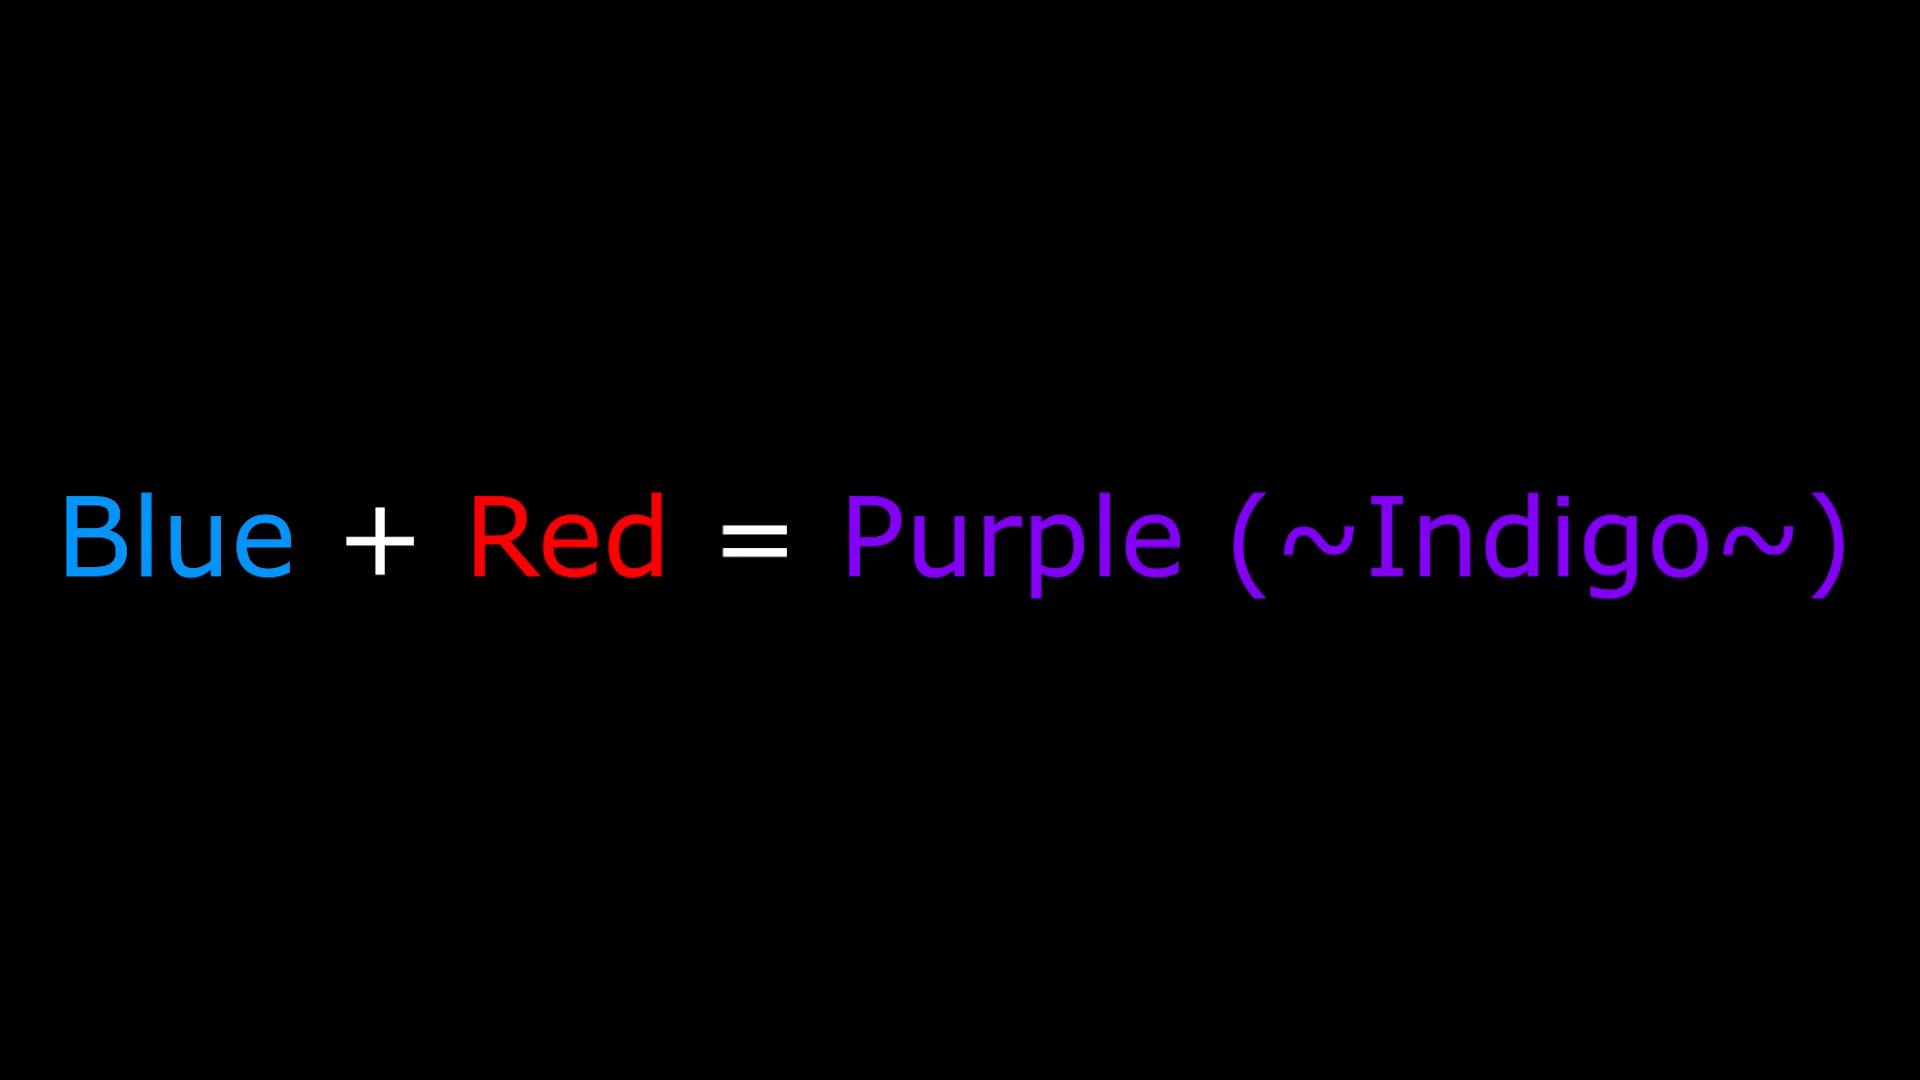 Blue + Red = Purple (~Indigo~)